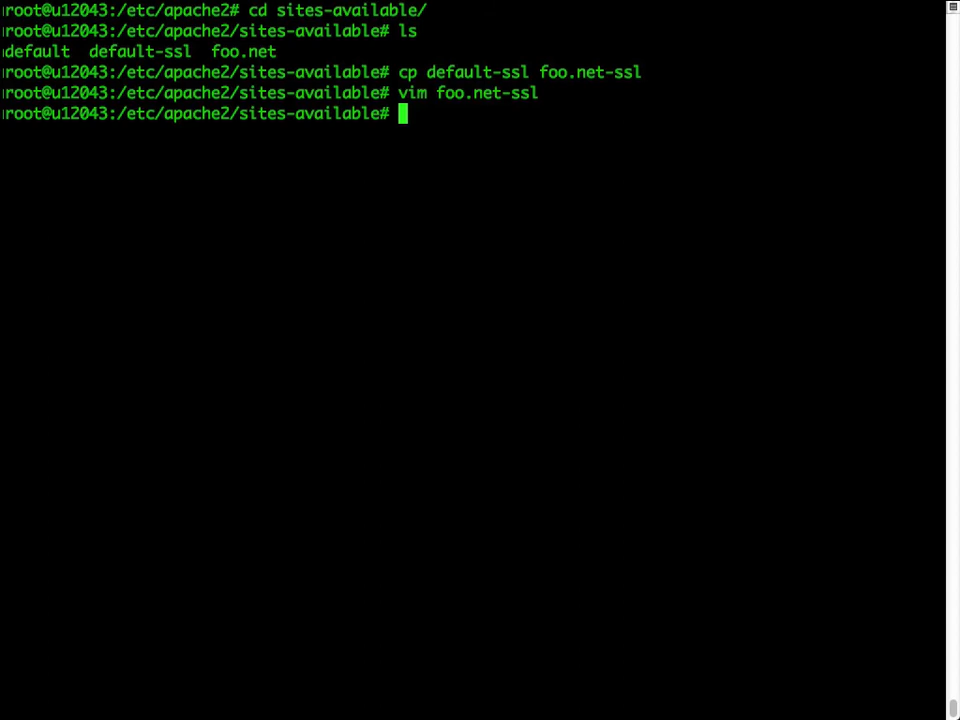 root@u12043:/etc/apache2# cd sites-available/
root@u12043:/etc/apache2/sites-available# ls
default  default-ssl  foo.net
root@u12043:/etc/apache2/sites-available# cp default-ssl foo.net-ssl
root@u12043:/etc/apache2/sites-available# vim foo.net-ssl
root@u12043:/etc/apache2/sites-available#